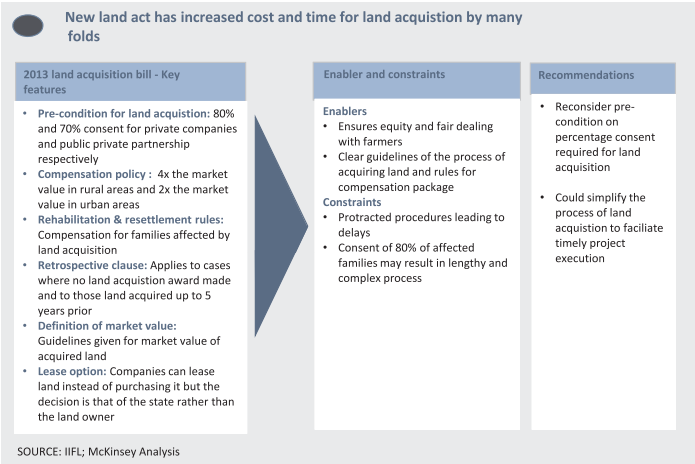 New land act has increased cost and time for land acquistion by many
folds
2013 land acquisition bill - Key
features
• Pre-condition for land acquistion: 80%
and 70% consent for private companies
and public private partnership
respectively
• Compensation policy : 4x the market
value in rural areas and 2x the market
value in urban areas
• Rehabilitation & resettlement rules:
Compensation for families affected by
land acquisition
• Retrospective clause: Applies to cases
where no land acquistion award made
and to those land acquired up to 5
years prior
• Definition of market value:
Guidelines given for market value of
acquired land
• Lease option: Companies can lease
land instead of purchasing it but the
decision is that of the state rather than
the land owner
Enabler and constraints
Enablers
• Ensures equity and fair dealing
with farmers
• Clear guidelines of the process of
acquiring land and rules for
compensation package
Constraints
• Protracted procedures leading to
delays
• Consent of 80% of affected
families may result in lengthy and
complex process
Recommendations
• Reconsider pre-
condition on
percentage consent
required for land
acquisition
• Could simplify the
process of land
acqustion to faciliate
timely project
execution
SOURCE: IIFL; McKinsey Analysis